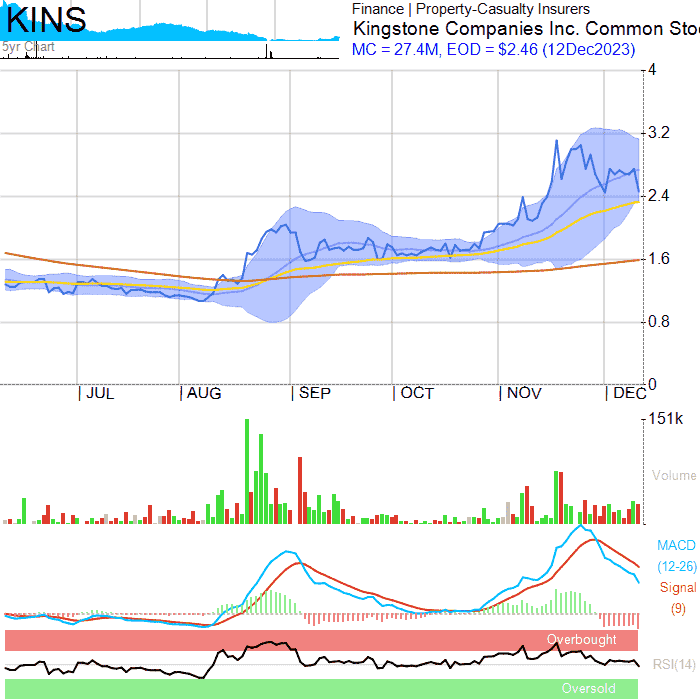 KINS
5yr Chart
Finance | Property-Casualty Insurers
Kingstone Companies Inc. Common Sto
MC = 27.4M, EOD = $2.46 (12Dec2023)
4
3.2
2.4
1.6
0.8
0
| JUL | AUG | SEP | OCT | NOV | DEC
151k
Volume
MACD
(12-26)
Signal
(9)
Overbought
RSI(14)
Oversold